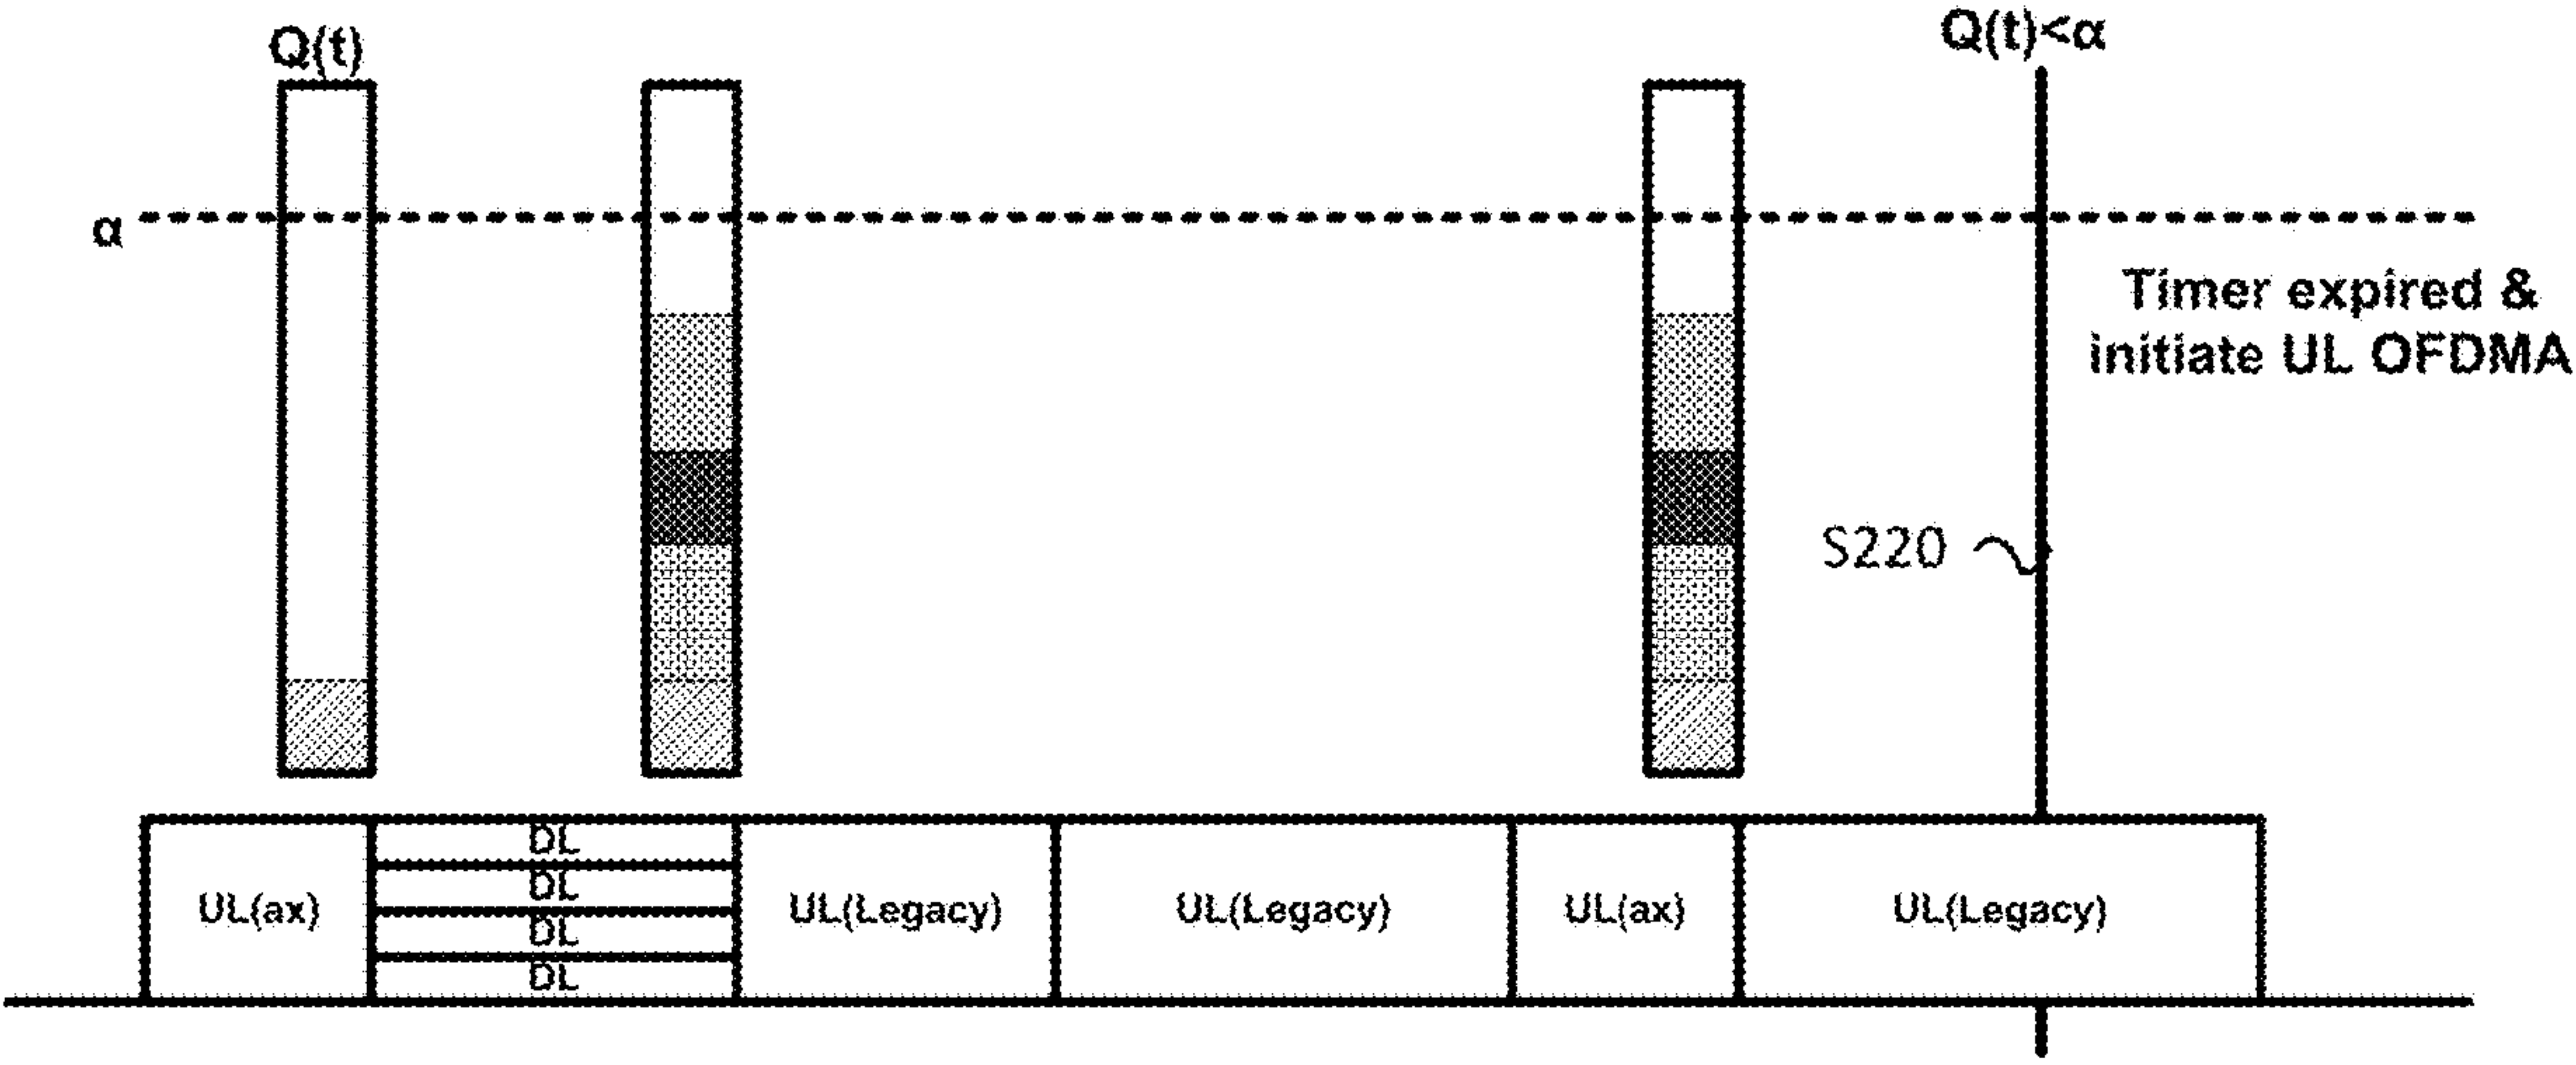 Q(t)
Q(t)<α
α
Timer expired &
initiate UL OFDMA
S220
DL
DL
DL
DL
UL(ax)
UL(Legacy)
UL(Legacy)
UL(ax)
UL(Legacy)